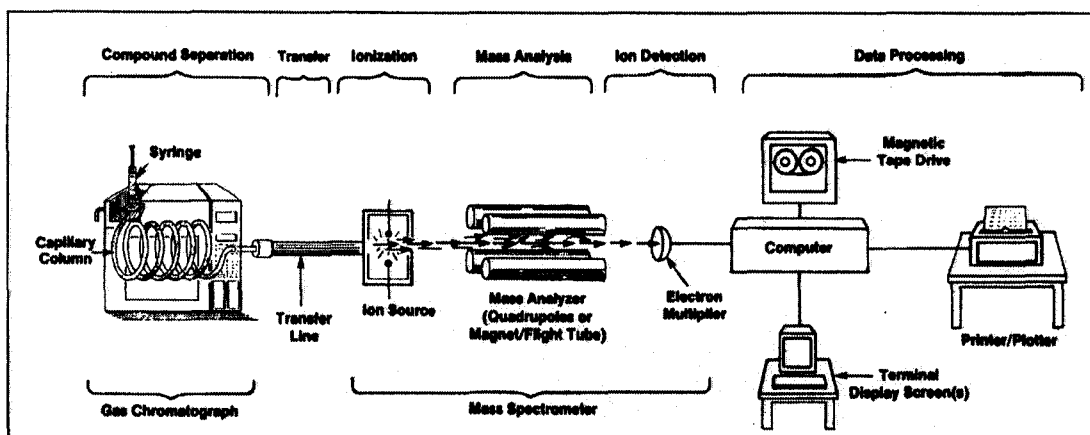 Compound Separation
Transfer
Ionization
Mass Analysis
Ion Detection
Data Processing
Syringe
Magnetic
Tape Drive
Capillary
Column
Computer
Transfer
Line
Ion Source
Mass Analyzer
(Quadrupoles or
Magnet/Flight Tube)
Electron
Multiplier
Printer/Plotter
Terminal
Display Screen(s)
Gas Chromatograph
Mass Spectrometer